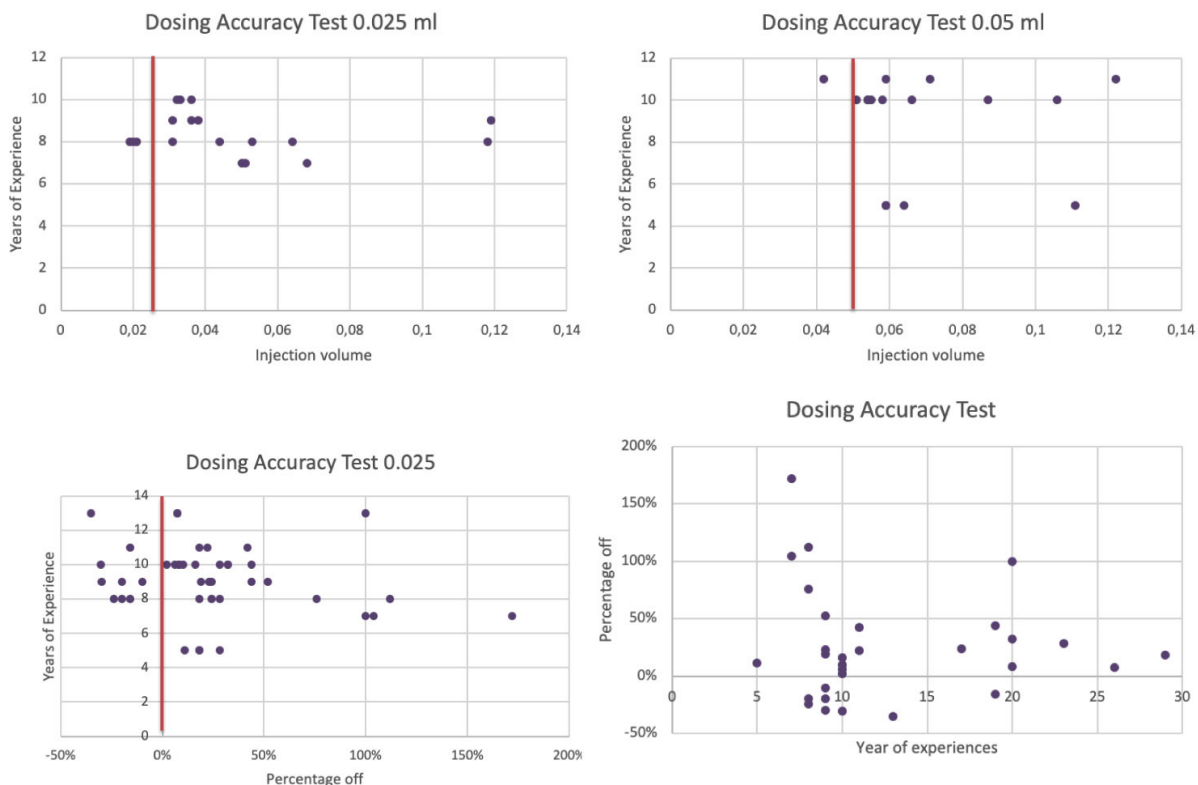 Dosing Accuracy Test 0.025 ml
12
10
8
6
4
2
0
Years of Experience
0 0,02 0,04 0,06 0,08 0,1 0,12 0,14
Injection volume
Dosing Accuracy Test 0.05 ml
12
10
8
6
4
2
0
Years of Experience
0 0,02 0,04 0,06 0,08 0,1 0,12 0,14
Injection volume
Dosing Accuracy Test 0.025
14
12
10
8
6
4
2
0
Years of Experience
-50% 0% 50% 100% 150% 200%
Percentage off
Dosing Accuracy Test
200%
150%
100%
50%
0%
-50%
Percentage off
0 5 10 15 20 25 30
Year of experiences